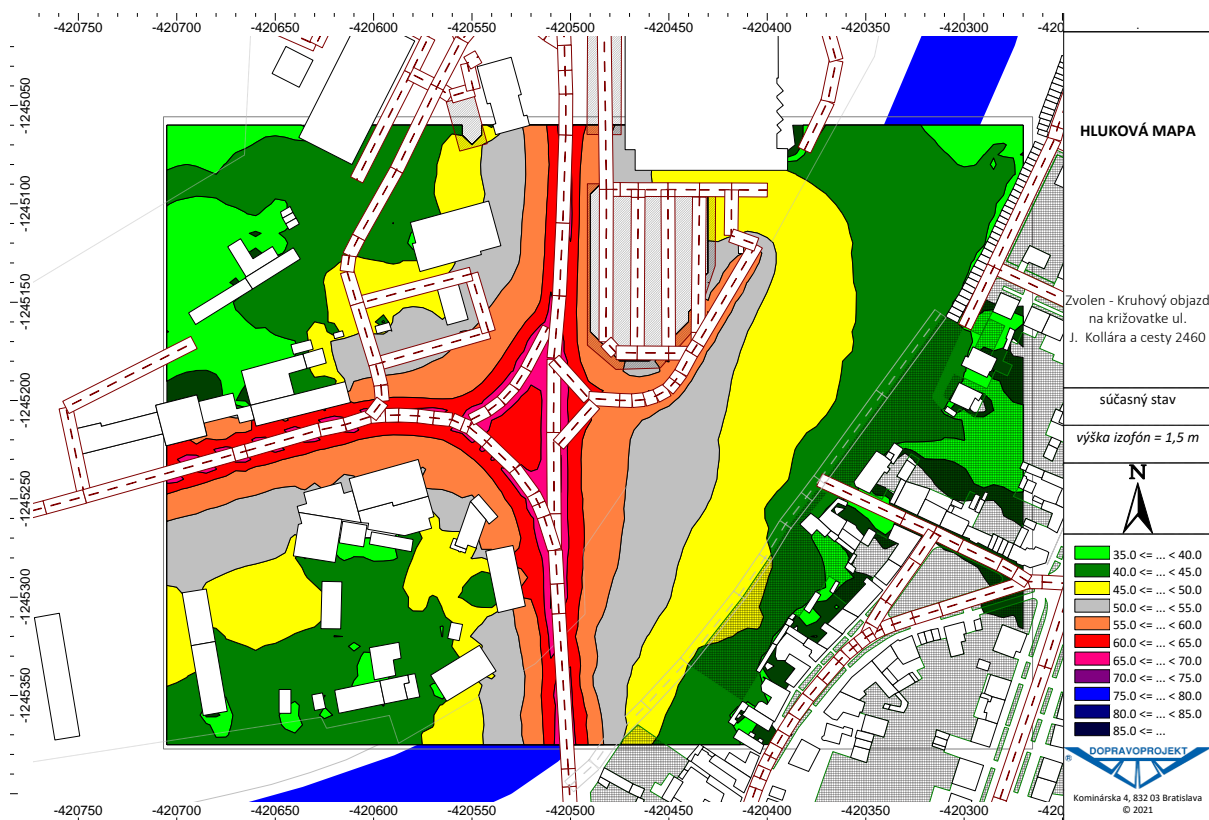 -420750 -420700 -420650 -420600 -420550 -420500 -420450 -420400 -420350 -420300 -420
-1245050
-1245100
-1245150
-1245200
-1245250
-1245300
-1245350
HLUKOVÁ MAPA
Zvolen - Kruhový objazd
na križovatke ul.
J. Kollára a cesty 2460
súčasný stav
výška izofón = 1,5 m
N
35.0 <= ... < 40.0
40.0 <= ... < 45.0
45.0 <= ... < 50.0
50.0 <= ... < 55.0
55.0 <= ... < 60.0
60.0 <= ... < 65.0
65.0 <= ... < 70.0
70.0 <= ... < 75.0
75.0 <= ... < 80.0
80.0 <= ... < 85.0
85.0 <= ...
DOPRAVOPROJEKT
®
Kominárska 4, 832 03 Bratislava
© 2021
-420750 -420700 -420650 -420600 -420550 -420500 -420450 -420400 -420350 -420300 -420